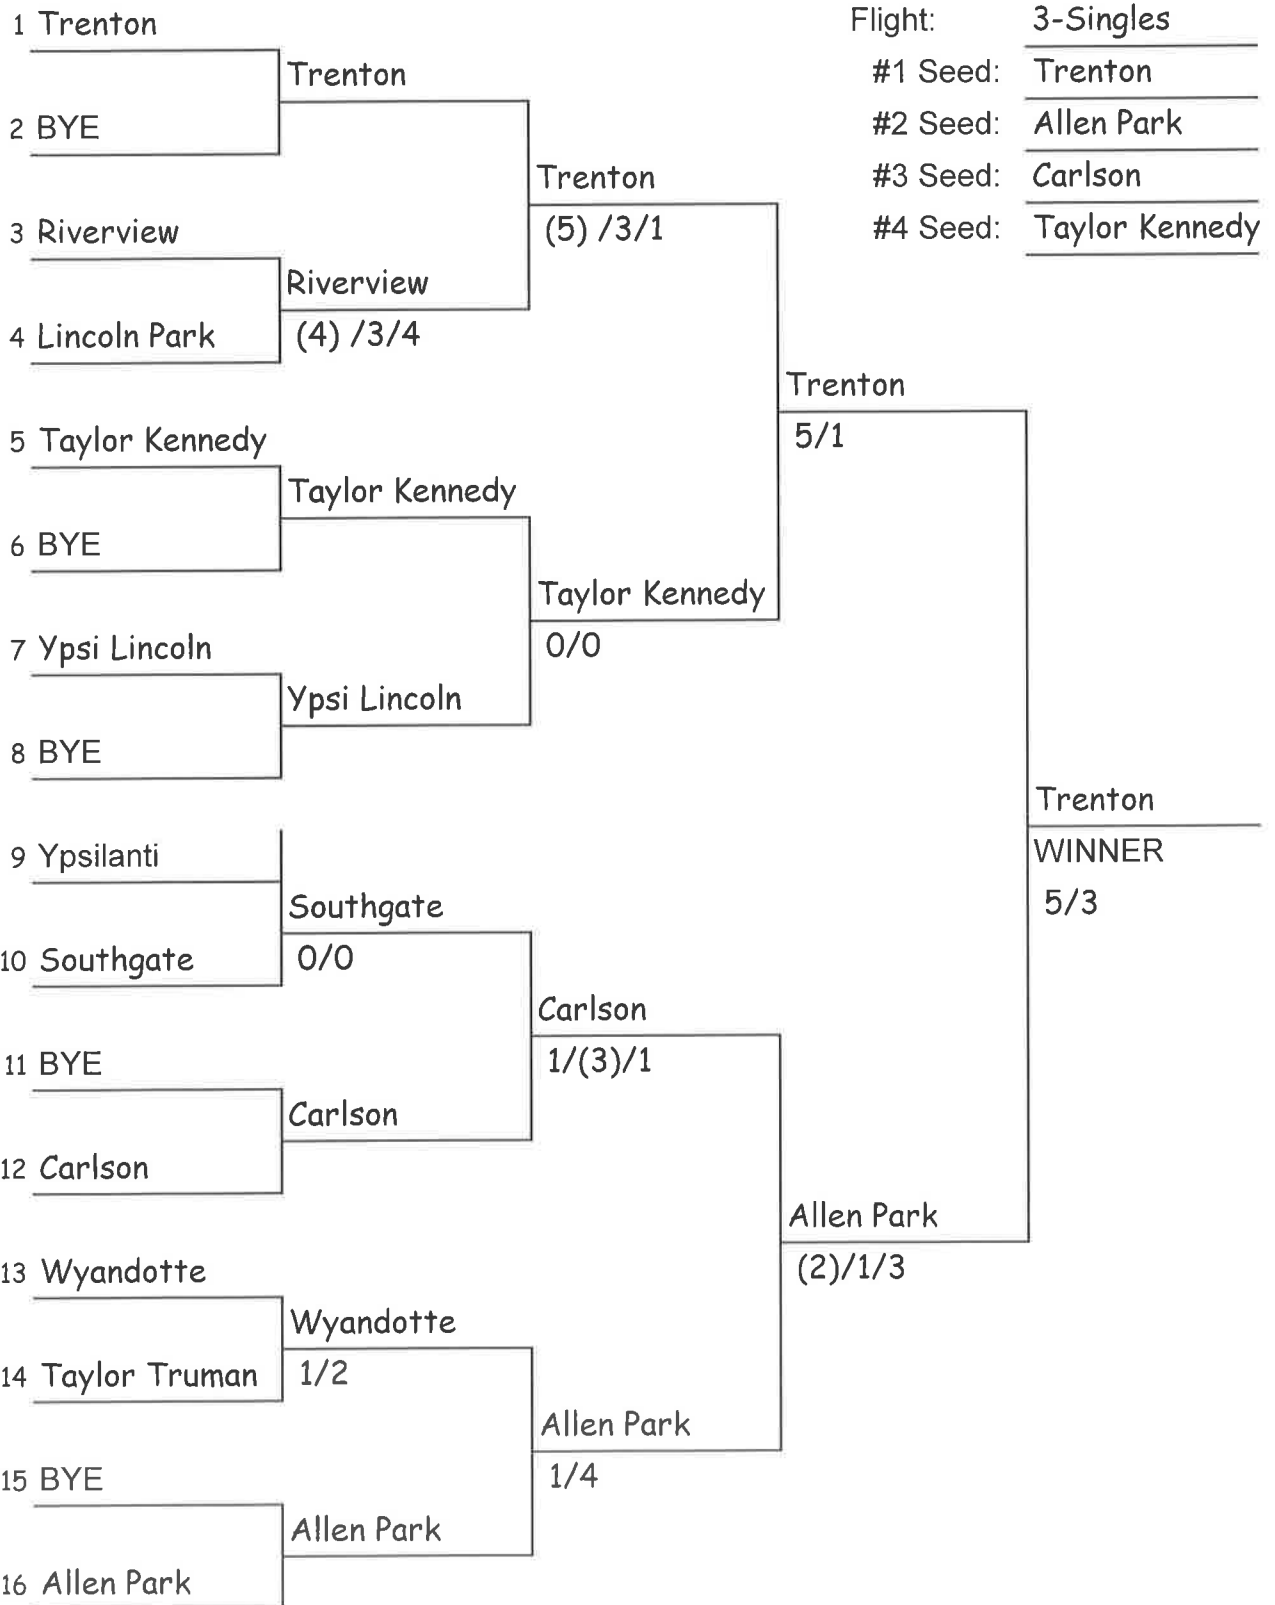 Flight: 3-Singles
#1 Seed: Trenton
#2 Seed: Allen Park
#3 Seed: Carlson
#4 Seed: Taylor Kennedy
1 Trenton
2 BYE
3 Riverview
4 Lincoln Park
5 Taylor Kennedy
6 BYE
7 Ypsi Lincoln
8 BYE
9 Ypsilanti
10 Southgate
11 BYE
12 Carlson
13 Wyandotte
14 Taylor Truman
15 BYE
16 Allen Park
Trenton
Riverview
(4) /3/4
Taylor Kennedy
Ypsi Lincoln
Southgate
0/0
Carlson
Wyandotte
1/2
Allen Park
Trenton
(5) /3/1
Taylor Kennedy
0/0
Carlson
1/(3)/1
Allen Park
1/4
Trenton
5/1
Allen Park
(2)/1/3
Trenton
WINNER
5/3